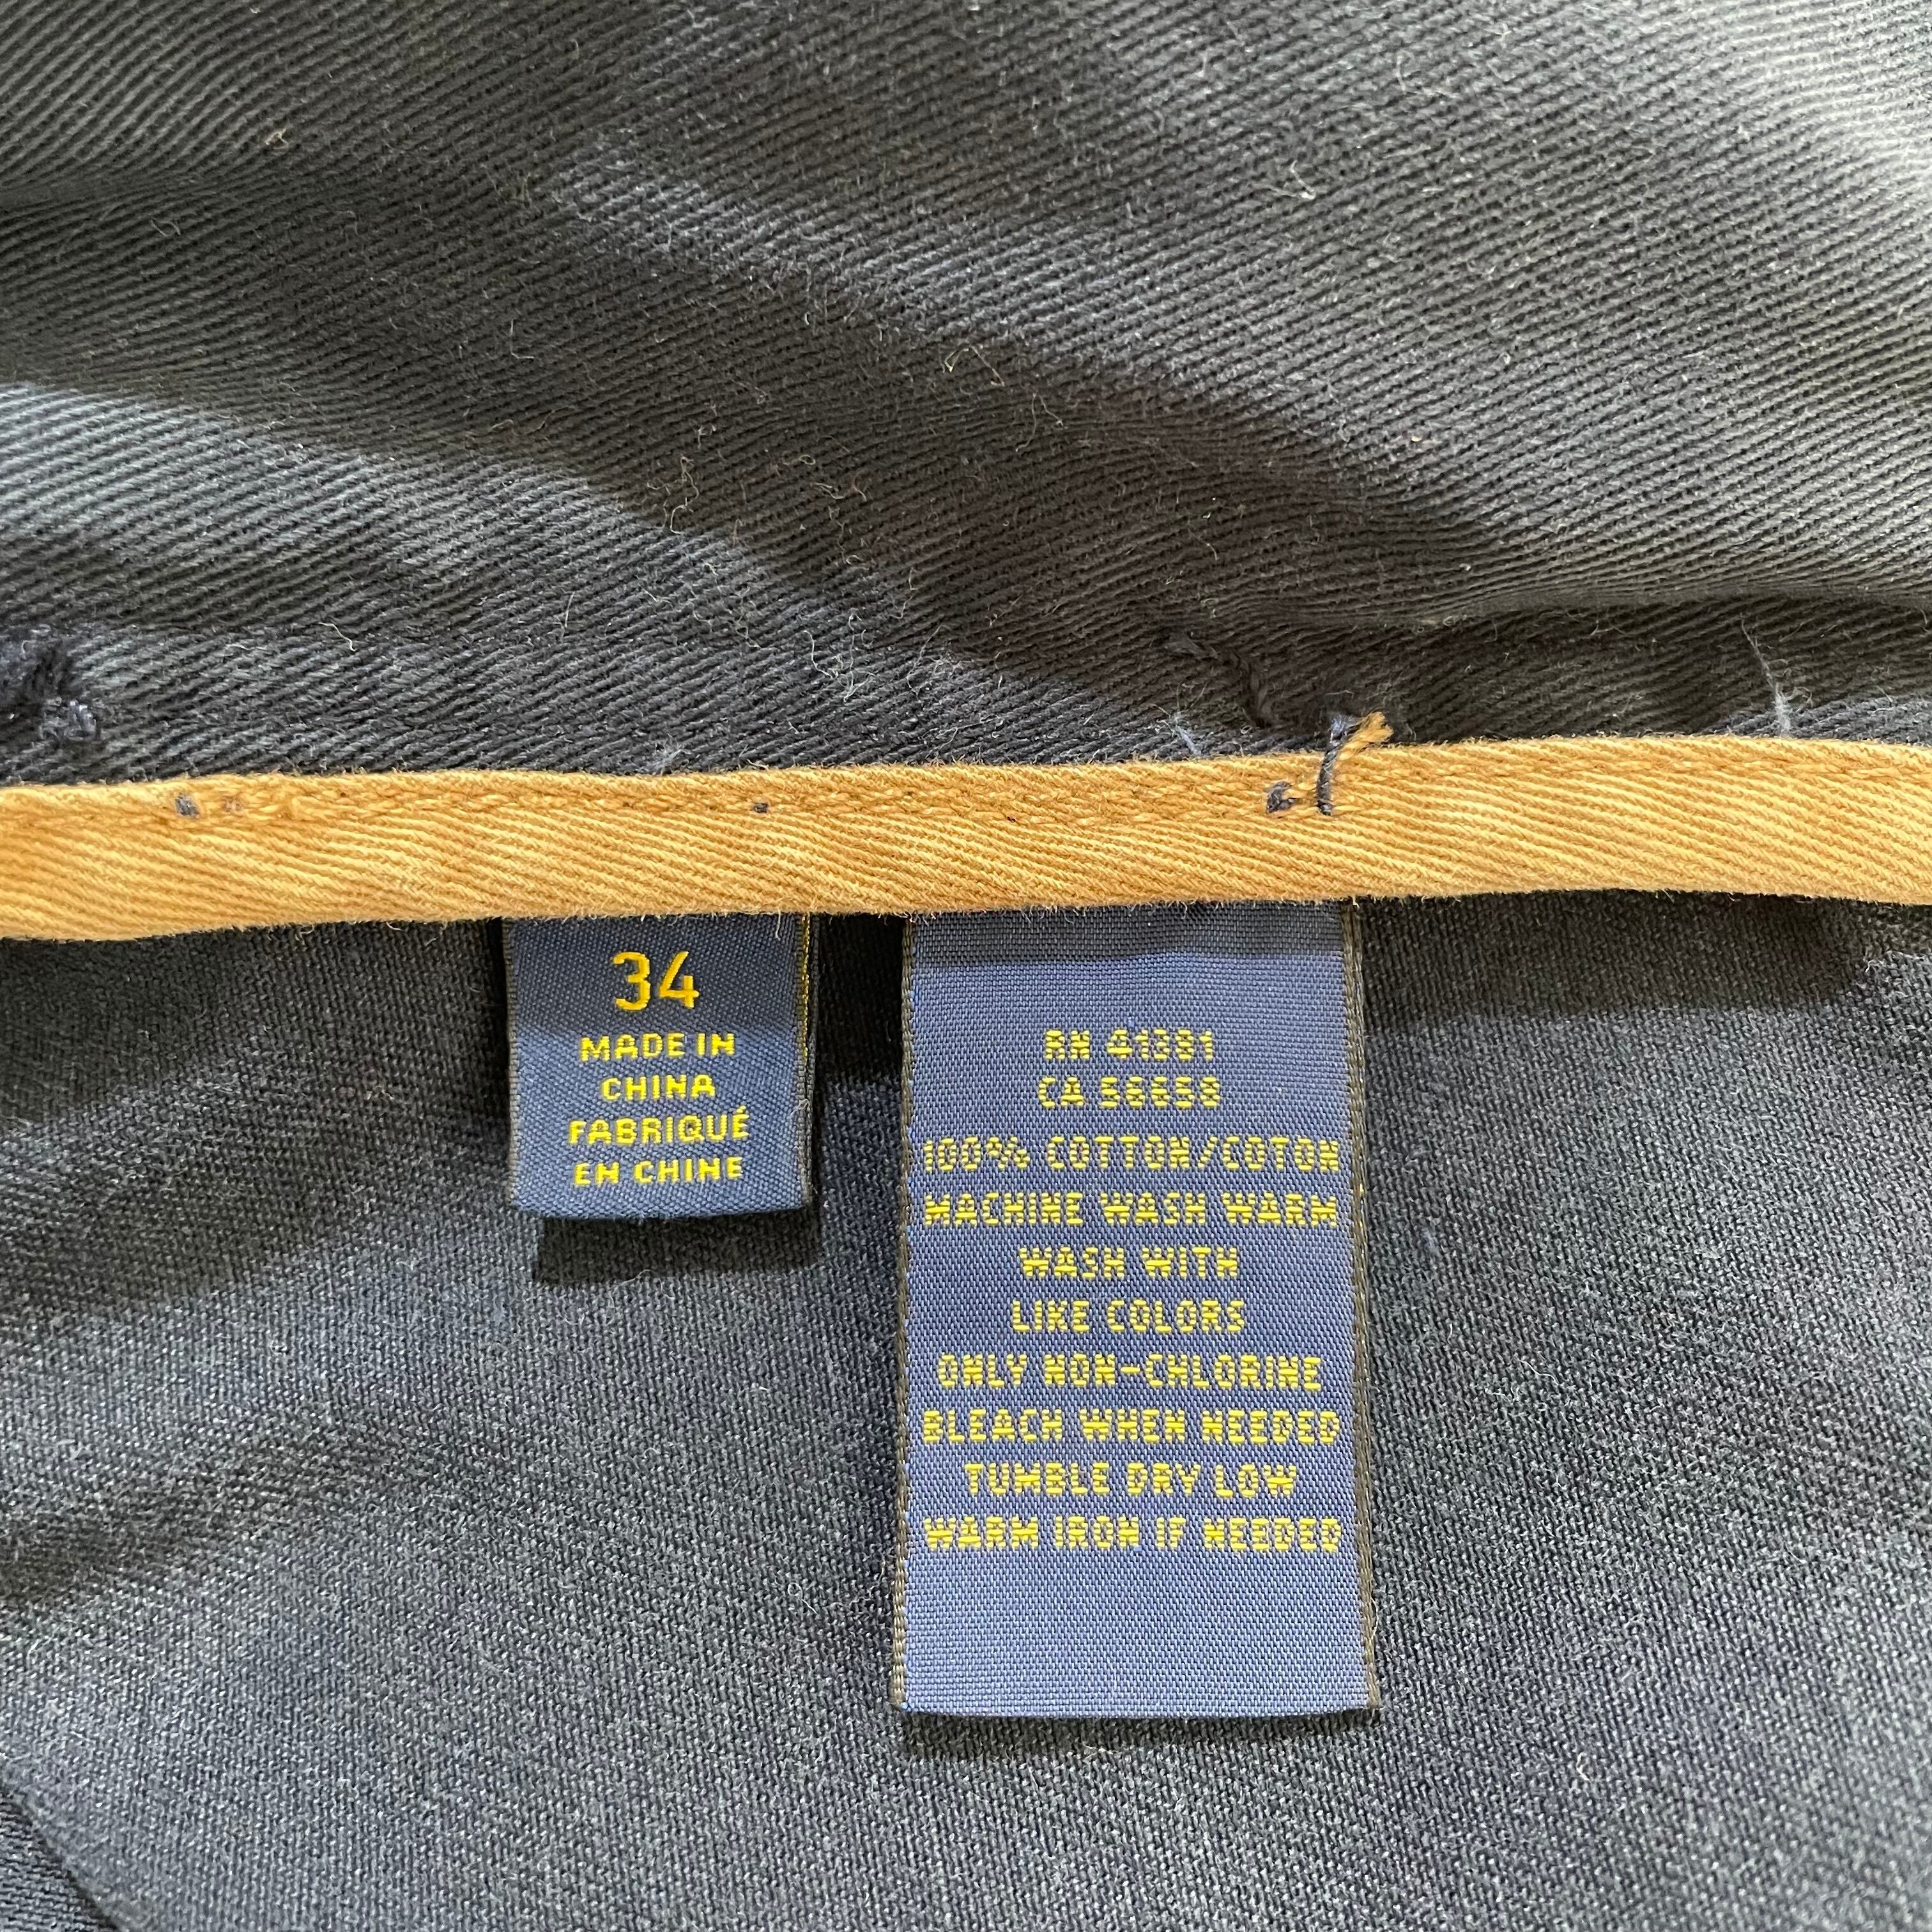 34
MADE IN
CHINA
FABRIQUÉ
EN CHINE
RN 41381
CA 56658
100% COTTON/COTON
MACHINE WASH WARM
WASH WITH
LIKE COLORS
ONLY NON-CHLORINE
BLEACH WHEN NEEDED
TUMBLE DRY LOW
WARM IRON IF NEEDED